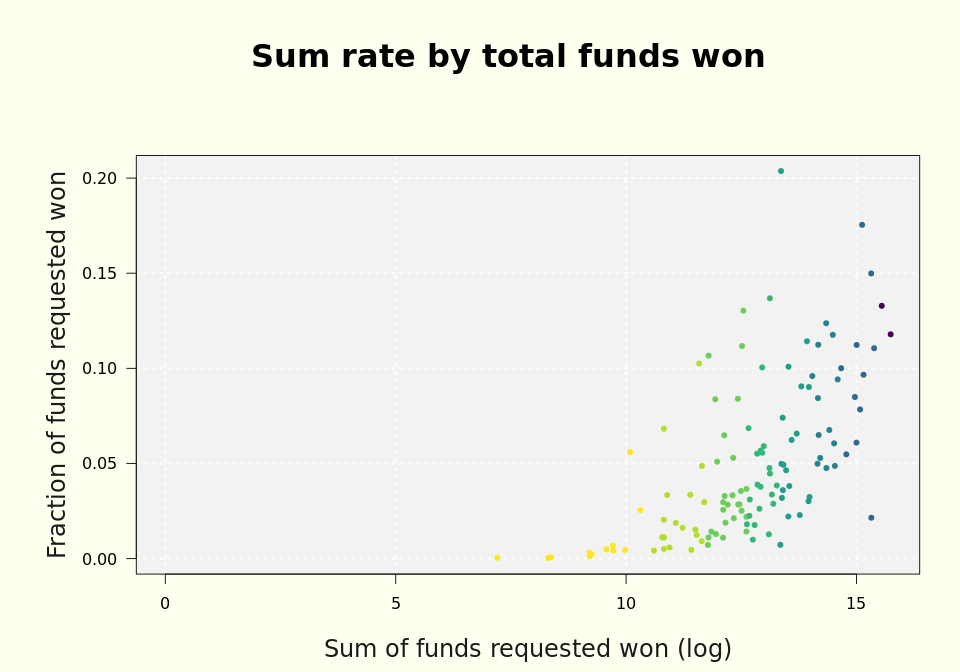 Sum rate by total funds won
Fraction of funds requested won
0.20
0.15
0.10
0.05
0.00
0 5 10 15
Sum of funds requested won (log)